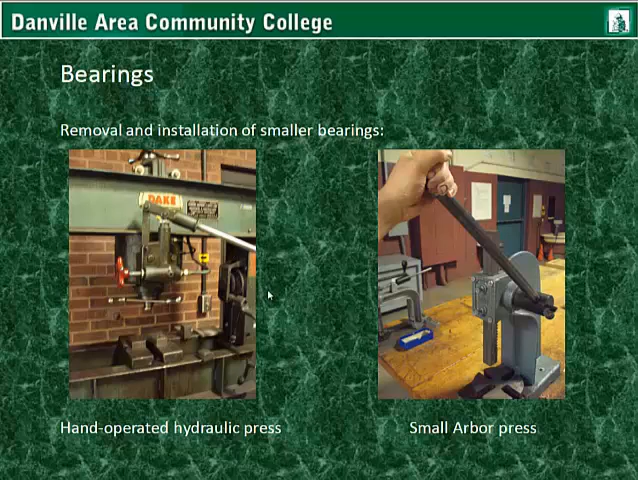 Danville Area Community College
Bearings
Removal and installation of smaller bearings:
DAKE
Hand-operated hydraulic press
Small Arbor press